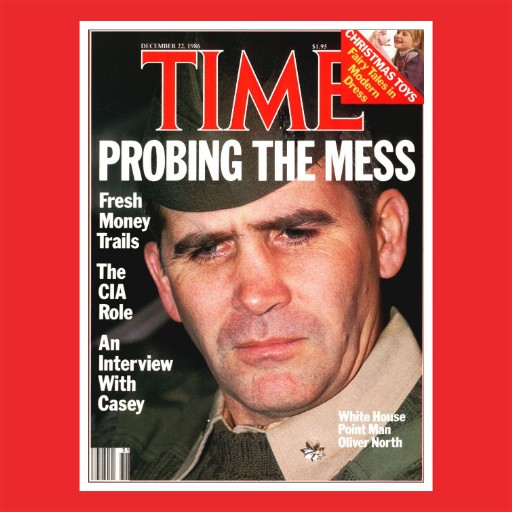 DECEMBER 22, 1986
$1.95
CHRISTMAS TOYS
Fairy Tales in
Modern
Dress
TIME
PROBING THE MESS
Fresh
Money
Trails
The
CIA
Role
An
Interview
With
Casey
White House
Point Man
Oliver North